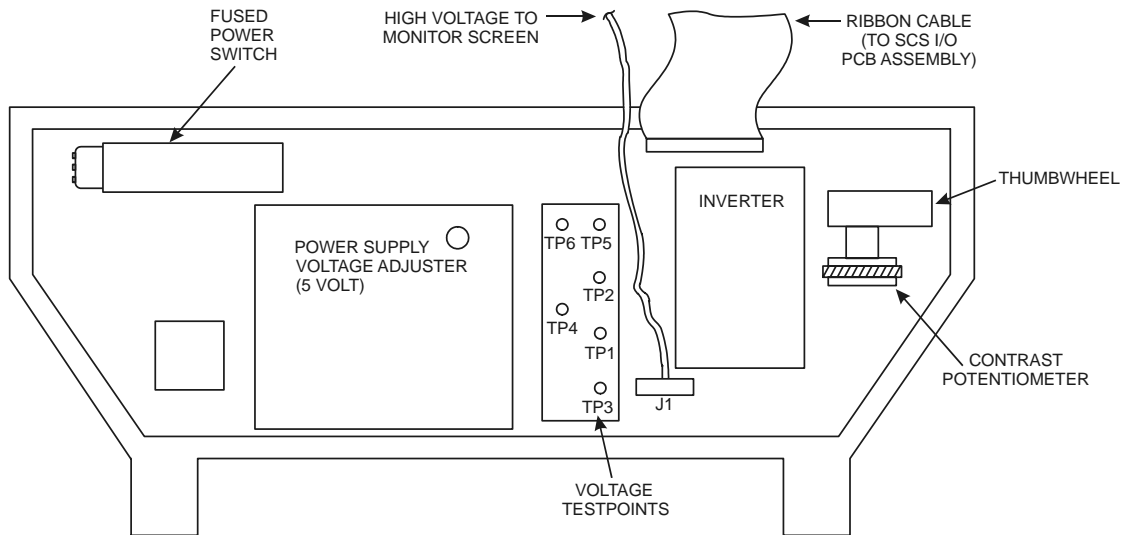 FUSED
POWER
SWITCH
HIGH VOLTAGE TO
MONITOR SCREEN
RIBBON CABLE
(TO SCS I/O
PCB ASSEMBLY)
THUMBWHEEL
INVERTER
POWER SUPPLY
VOLTAGE ADJUSTER
(5 VOLT)
TP6 TP5
TP2
TP4
TP1
TP3
J1
CONTRAST
POTENTIOMETER
VOLTAGE
TESTPOINTS